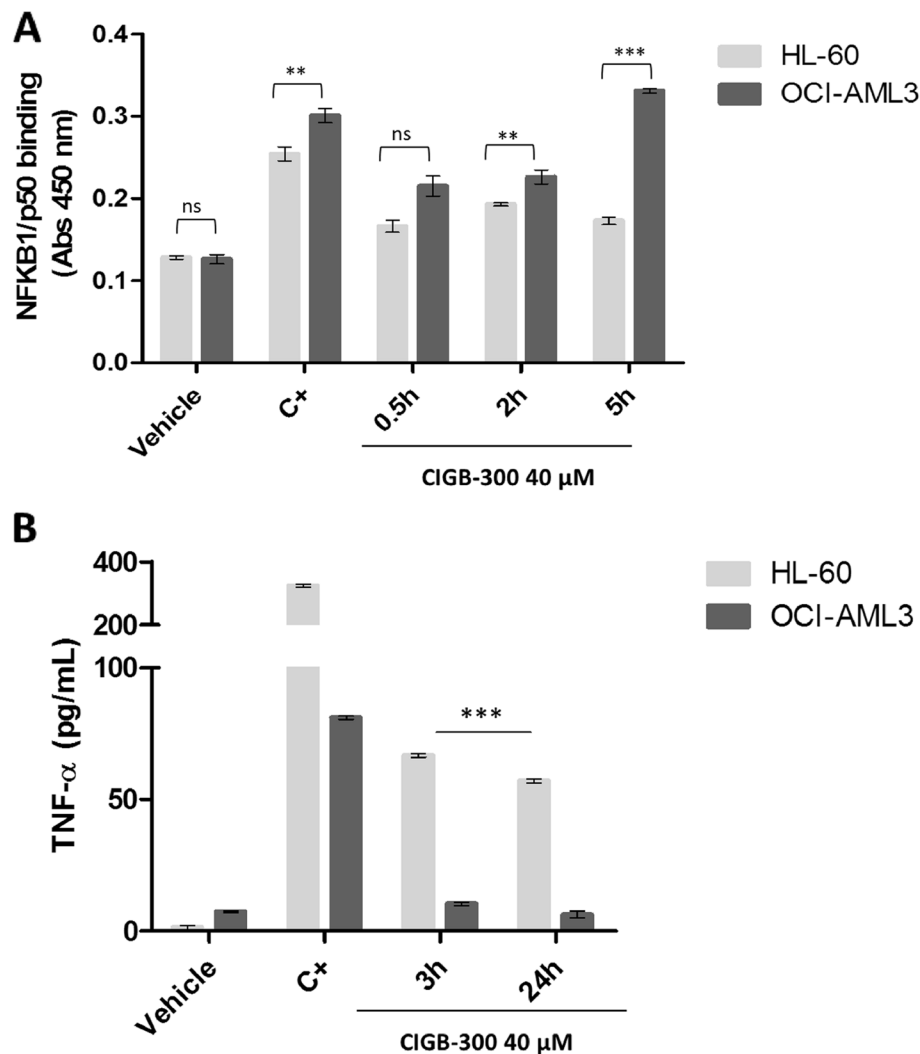 A
NFKB1/p50 binding
(Abs 450 nm)
0.4
0.3
0.2
0.1
0.0
ns
**
ns
**
***
HL-60
OCI-AML3
Vehicle
C+
0.5h
2h
5h
CIGB-300 40 μM
B
TNF-α (pg/mL)
400
200
100
50
0
***
HL-60
OCI-AML3
Vehicle
C+
3h
24h
CIGB-300 40 μM